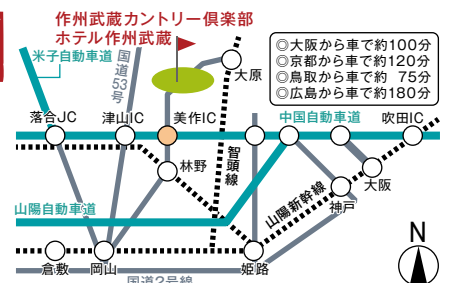 作州武蔵カントリー倶楽部
ホテル作州武蔵
米子自動車道
国道53号
大原
◎大阪から車で約100分
◎京都から車で約120分
◎鳥取から車で約 75分
◎広島から車で約180分
落合JC
津山IC
美作IC
中国自動車道
吹田IC
智頭線
林野
大阪
山陽自動車道
山陽新幹線
神戸
N
倉敷
岡山
姫路
国道2号線